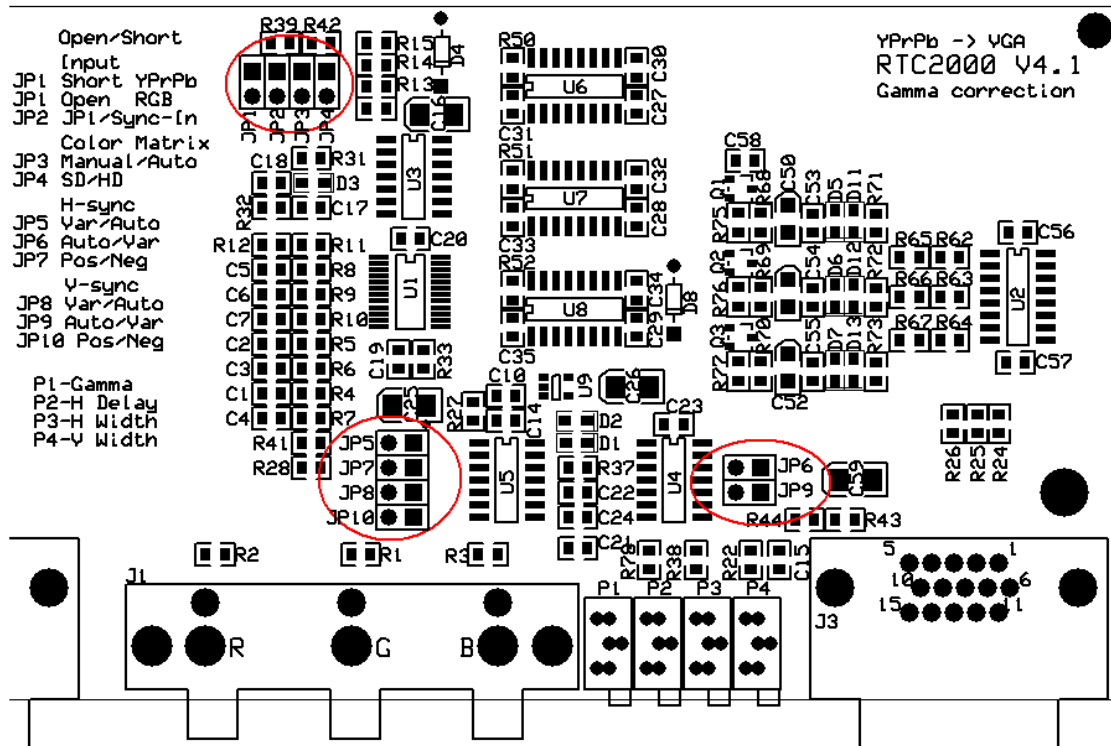 Open/Short
Input
JP1 Short YPrPb
JP1 Open RGB
JP2 JP1/Sync-In
Color Matrix
JP3 Manual/Auto
JP4 SD/HD
H-sync
JP5 Var/Auto
JP6 Auto/Var
JP7 Pos/Neg
V-sync
JP8 Var/Auto
JP9 Auto/Var
JP10 Pos/Neg
P1-Gamma
P2-H Delay
P3-H Width
P4-V Width
YPrPb -> VGA
RTC2000 V4.1
Gamma correction
R39 R42
JP1 JP2 JP3 JP4
R15
R14
R13
D4
C16
U3
C18 R31
D3
R32 C17
C20
R12 R11
C5 R8
C6 R9
C7 R10
C2 R5
C3 R6
C1 R4
C4 R7
R41
R28
U1
C19 R33
C25
R50 C30
U6
C31 C27
R51 C32
U7
C33 C28
R52 C34
U8
C35 C29
D8
C10
R27 C14
U9
C26
D2
D1
R37
C22
C24
C21
U5
C23
U4
JP5
JP7
JP8
JP10
JP6
JP9
C59
R44 R43
C58
Q1 R68 C50 C53 D5 D11 R71
R75
Q2 R69 C54 D6 D12 R72
R76
Q3 R70 C55 D7 D13 R73
R77 C52
R65 R62
R66 R63
R67 R64
C56
U2
C57
R26 R25 R24
R2 R1 R3
R79 R38 R22 C15
J1
R G B
P1 P2 P3 P4
J3
5 1
10 6
15 11